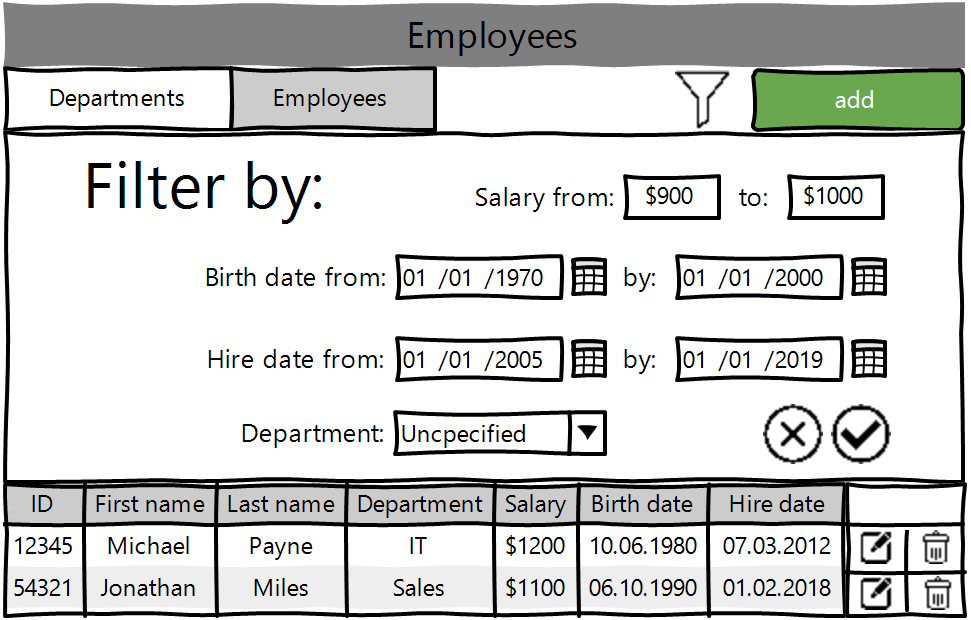 Employees
Departments Employees add
Filter by:
Salary from: $900 to: $1000
Birth date from: 01 /01 /1970 by: 01 /01 /2000
Hire date from: 01 /01 /2005 by: 01 /01 /2019
Department: Uncpecified
ID First name Last name Department Salary Birth date Hire date
12345 Michael Payne IT $1200 10.06.1980 07.03.2012
54321 Jonathan Miles Sales $1100 06.10.1990 01.02.2018